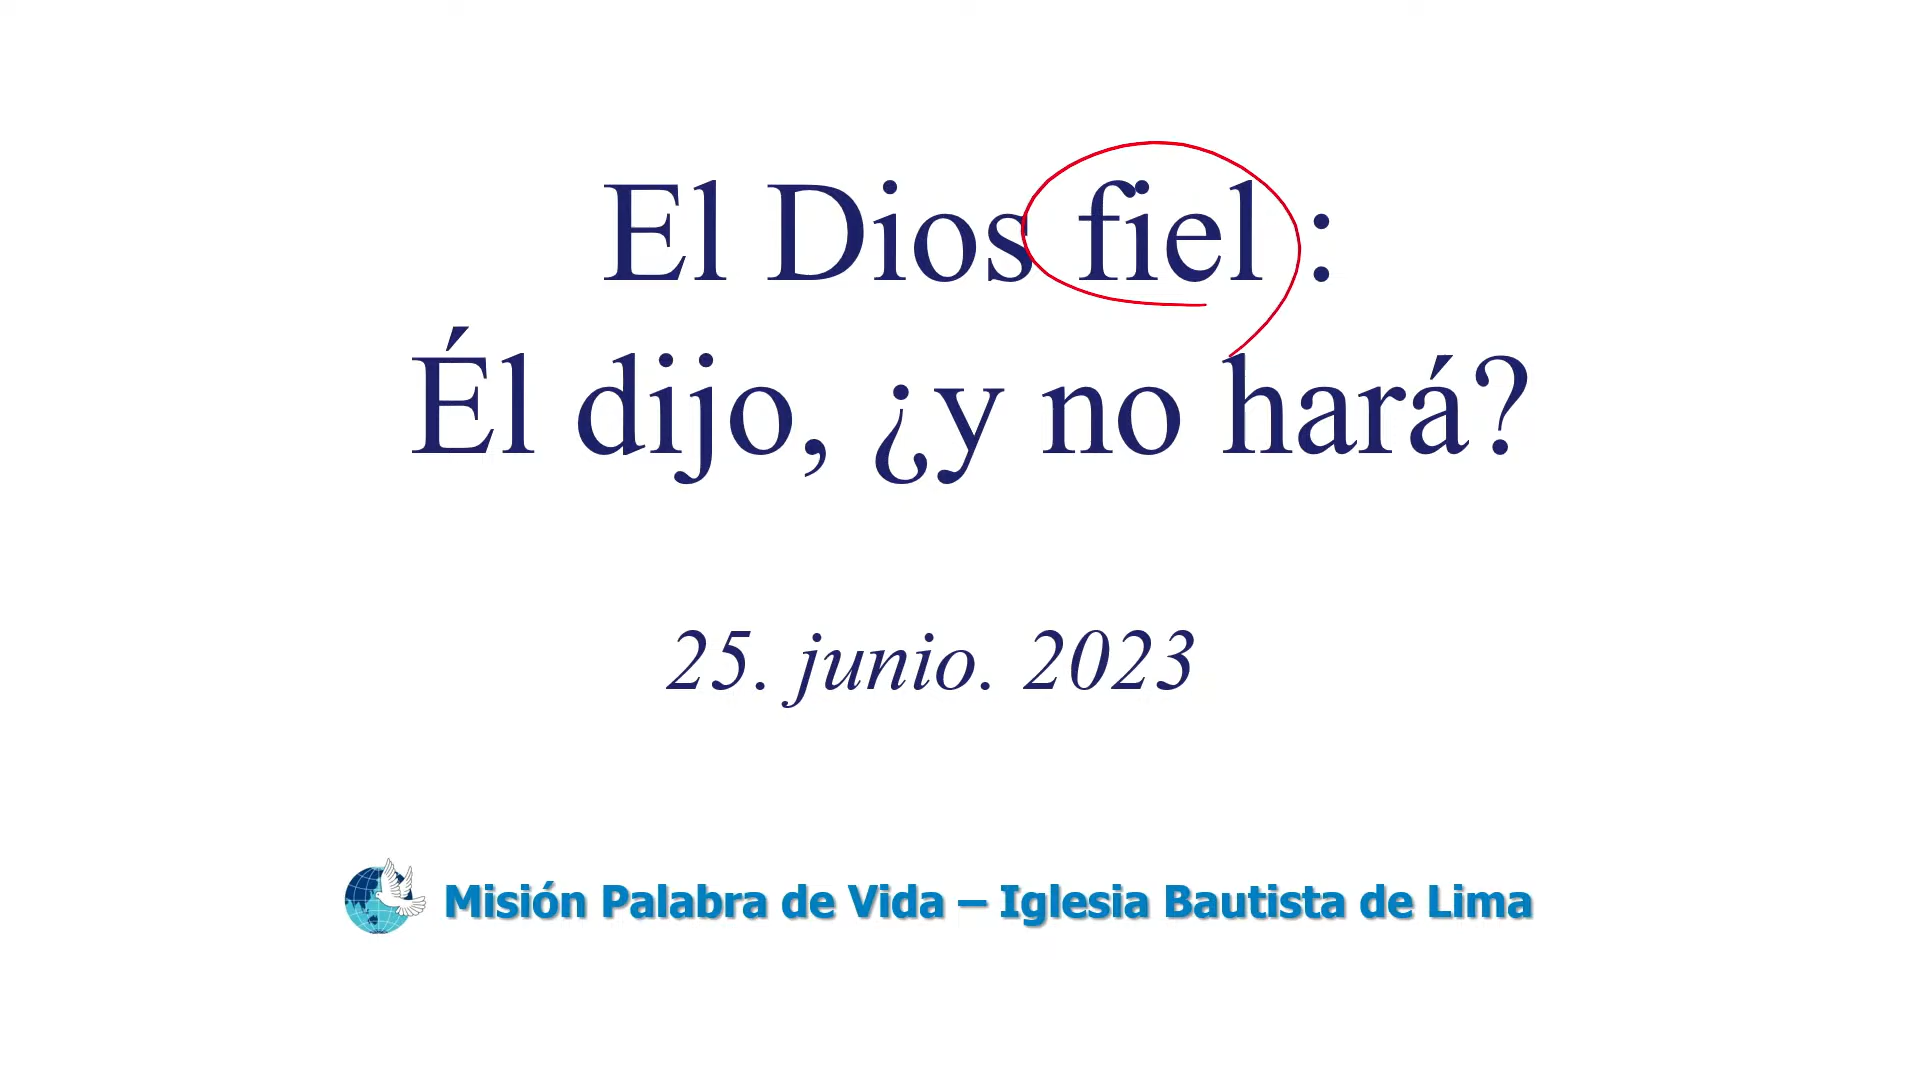 El Dios fiel :
Él dijo, ¿y no hará?
25. junio. 2023
Misión Palabra de Vida – Iglesia Bautista de Lima